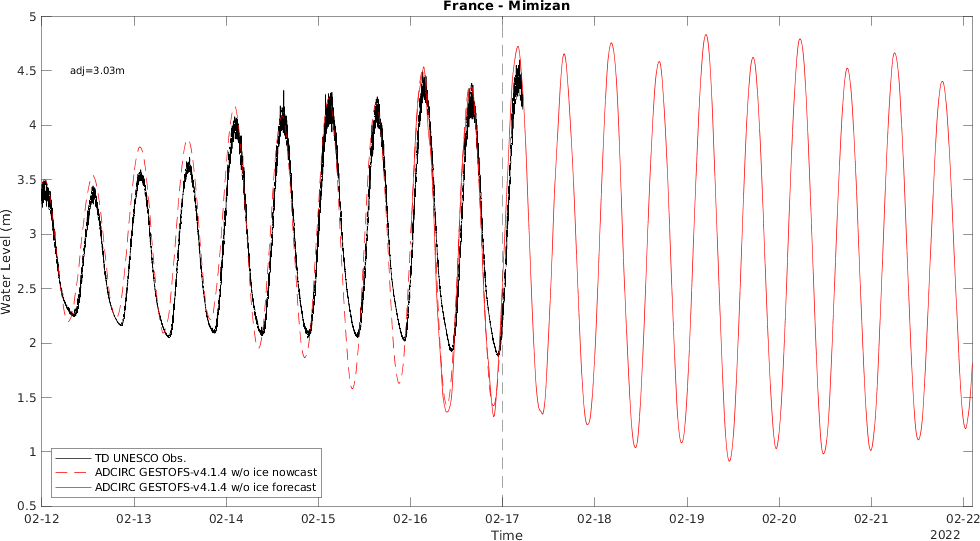 France - Mimizan
adj=3.03m
Water Level (m)
5
4.5
4
3.5
3
2.5
2
1.5
1
0.5
TD UNESCO Obs.
ADCIRC GESTOFS-v4.1.4 w/o ice nowcast
ADCIRC GESTOFS-v4.1.4 w/o ice forecast
02-12 02-13 02-14 02-15 02-16 02-17 02-18 02-19 02-20 02-21 02-22
Time
2022